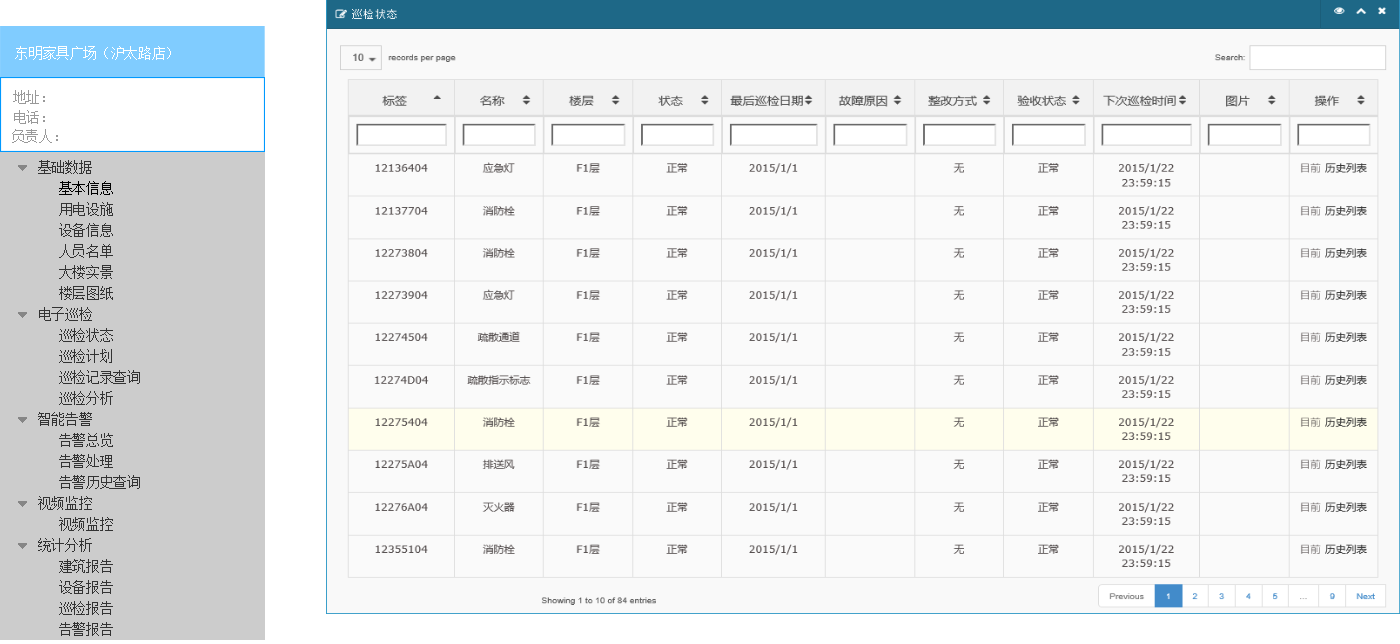 东明家具广场（沪太路店）
地址：
电话：
负责人：
基础数据
基本信息
用电设施
设备信息
人员名单
大楼实景
楼层图纸
电子巡检
巡检状态
巡检计划
巡检记录查询
巡检分析
智能告警
告警总览
告警处理
告警历史查询
视频监控
视频监控
统计分析
建筑报告
设备报告
巡检报告
告警报告
巡检状态
10 records per page Search:
标签 名称 楼层 状态 最后巡检日期 故障原因 整改方式 验收状态 下次巡检时间 图片 操作
12136404 应急灯 F1层 正常 2015/1/1 无 正常 2015/1/22 目前 历史列表
23:59:15
12137704 消防栓 F1层 正常 2015/1/1 无 正常 2015/1/22 目前 历史列表
23:59:15
12273804 消防栓 F1层 正常 2015/1/1 无 正常 2015/1/22 目前 历史列表
23:59:15
12273904 应急灯 F1层 正常 2015/1/1 无 正常 2015/1/22 目前 历史列表
23:59:15
12274504 疏散通道 F1层 正常 2015/1/1 无 正常 2015/1/22 目前 历史列表
23:59:15
12274D04 疏散指示标志 F1层 正常 2015/1/1 无 正常 2015/1/22 目前 历史列表
23:59:15
12275404 消防栓 F1层 正常 2015/1/1 无 正常 2015/1/22 目前 历史列表
23:59:15
12275A04 排送风 F1层 正常 2015/1/1 无 正常 2015/1/22 目前 历史列表
23:59:15
12276A04 灭火器 F1层 正常 2015/1/1 无 正常 2015/1/22 目前 历史列表
23:59:15
12355104 消防栓 F1层 正常 2015/1/1 无 正常 2015/1/22 目前 历史列表
23:59:15
Showing 1 to 10 of 84 entries
Previous 1 2 3 4 5 ... 9 Next